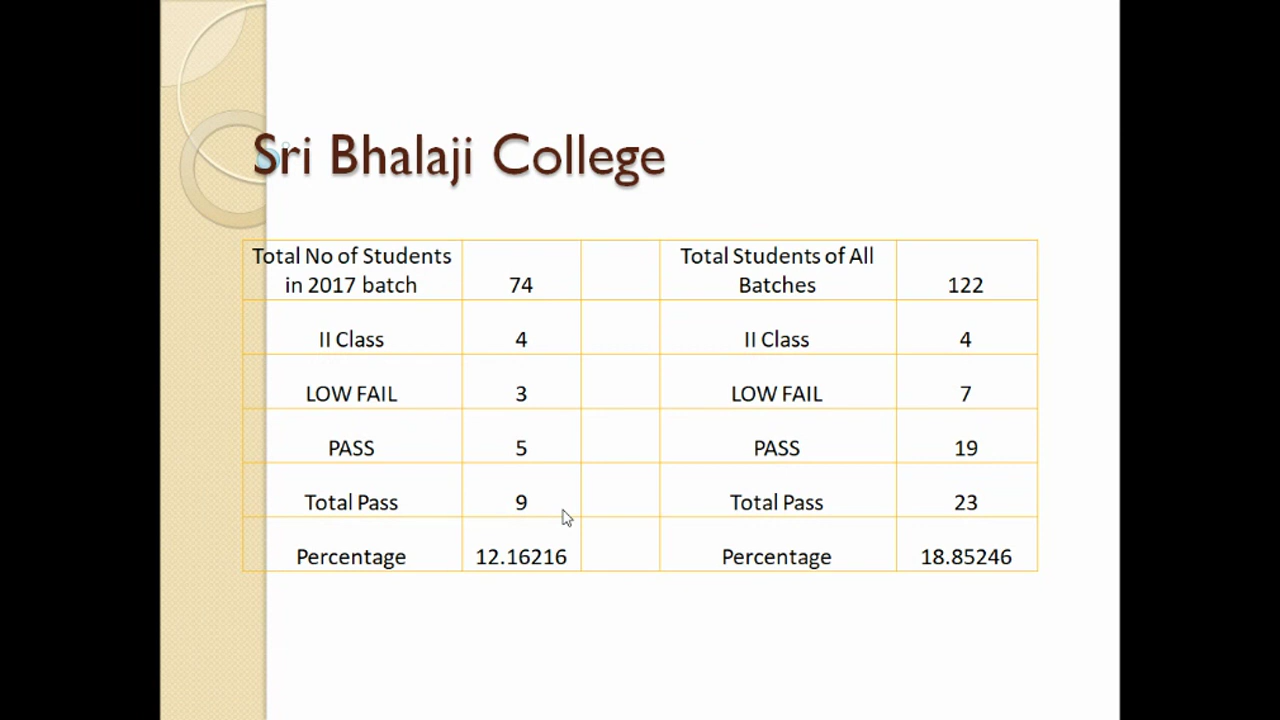 Sri Bhalaji College
Total No of Students
in 2017 batch 74 Total Students of All
Batches 122
II Class 4 II Class 4
LOW FAIL 3 LOW FAIL 7
PASS 5 PASS 19
Total Pass 9 Total Pass 23
Percentage 12.16216 Percentage 18.85246